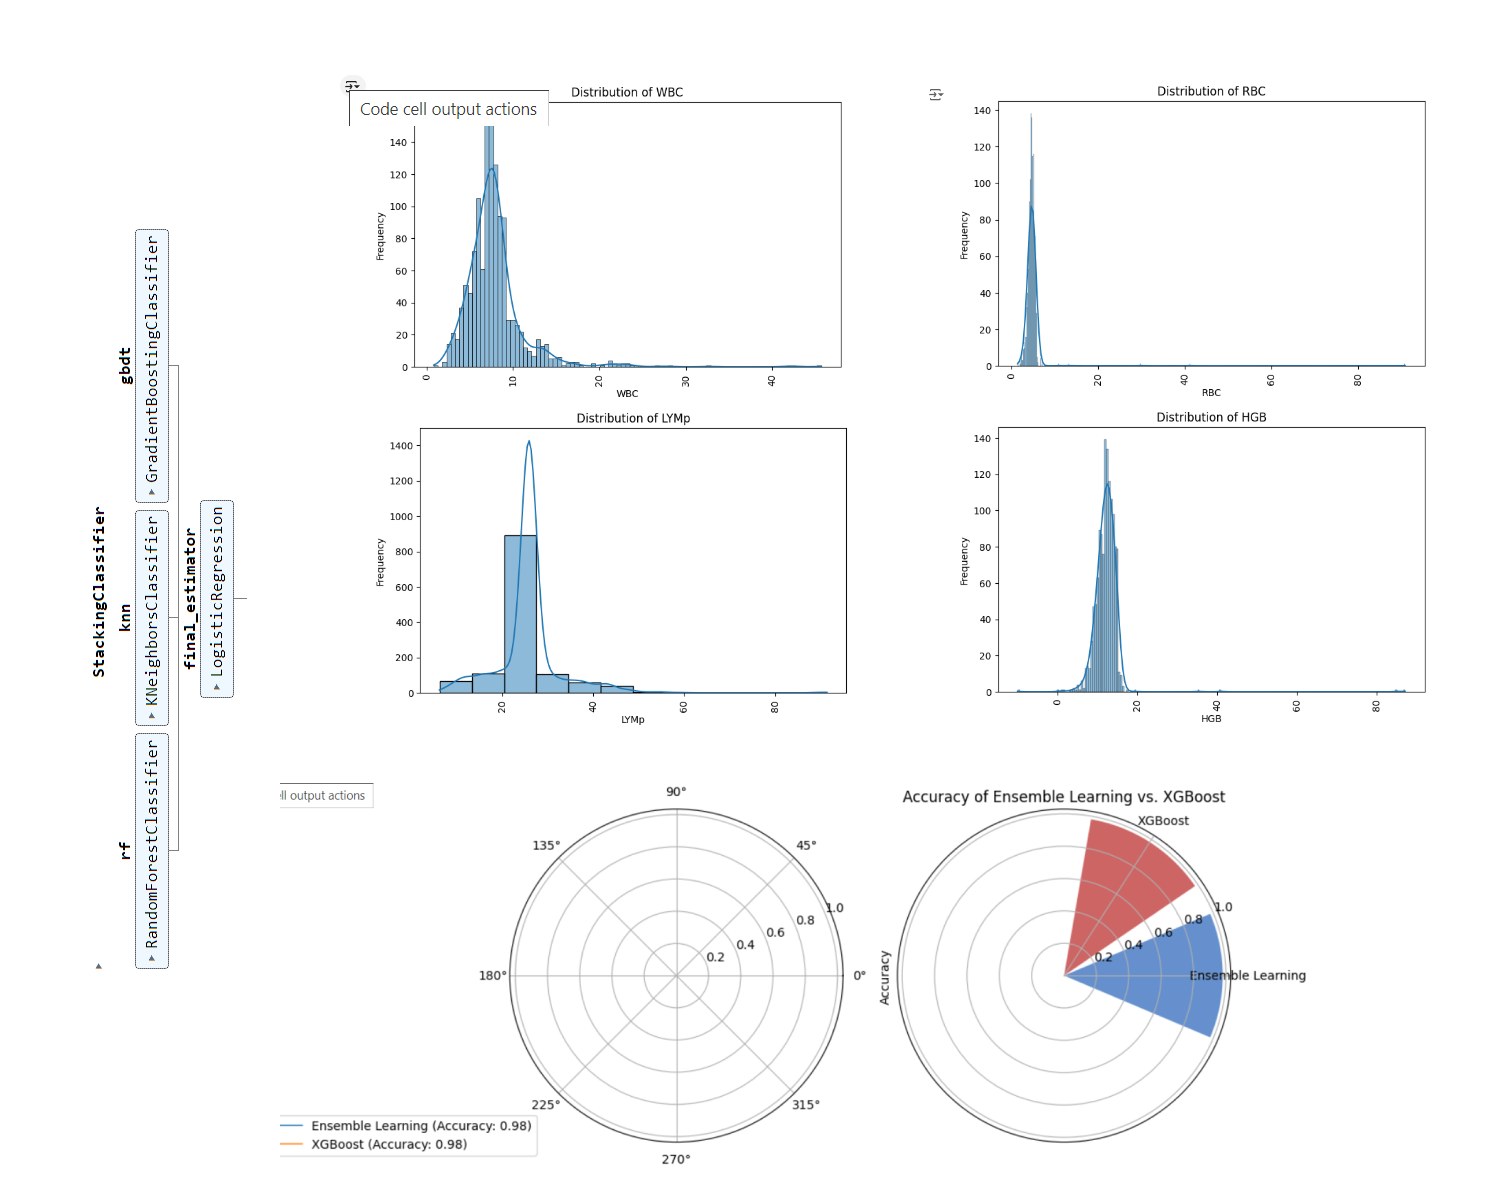 StackingClassifier
rf
knn
gbdt
RandomForestClassifier
KNeighborsClassifier
GradientBoostingClassifier
final_estimator
LogisticRegression
Code cell output actions
Distribution of WBC
Frequency
140
120
100
80
60
40
20
0
0
10
20
30
40
WBC
Distribution of RBC
Frequency
140
120
100
80
60
40
20
0
0
20
40
60
80
RBC
Distribution of LYMp
Frequency
1400
1200
1000
800
600
400
200
0
20
40
60
80
LYMp
Distribution of HGB
Frequency
140
120
100
80
60
40
20
0
0
20
40
60
80
HGB
ll output actions
90°
135°
45°
180°
0°
225°
315°
270°
0.2
0.4
0.6
0.8
1.0
Ensemble Learning (Accuracy: 0.98)
XGBoost (Accuracy: 0.98)
Accuracy of Ensemble Learning vs. XGBoost
XGBoost
1.0
0.8
0.6
0.4
0.2
Ensemble Learning
Accuracy